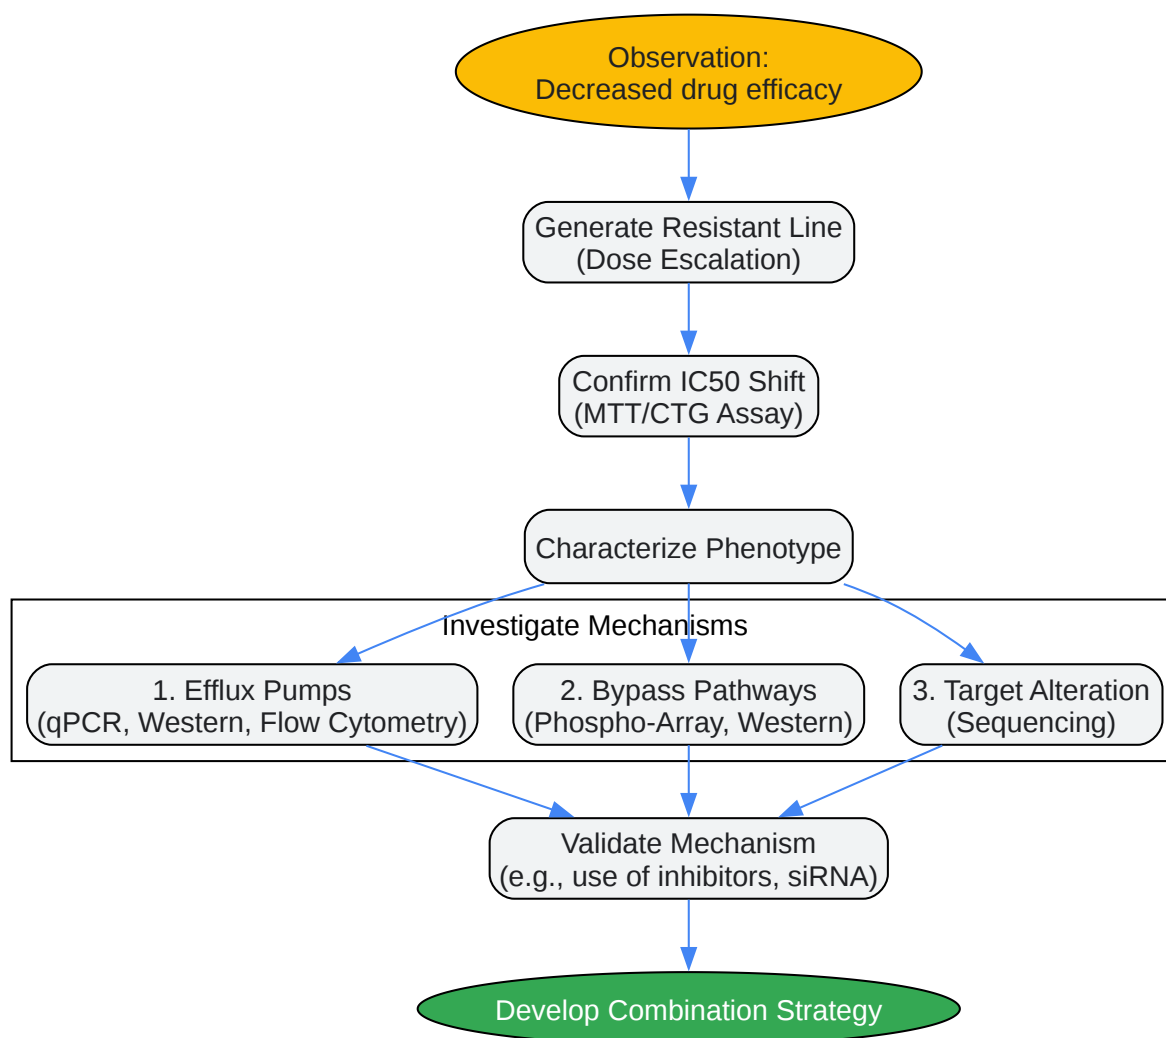 Observation:
Decreased drug efficacy
Generate Resistant Line
(Dose Escalation)
Confirm IC50 Shift
(MTT/CTG Assay)
Characterize Phenotype
Investigate Mechanisms
1. Efflux Pumps
(qPCR, Western, Flow Cytometry)
2. Bypass Pathways
(Phospho-Array, Western)
3. Target Alteration
(Sequencing)
Validate Mechanism
(e.g., use of inhibitors, siRNA)
Develop Combination Strategy